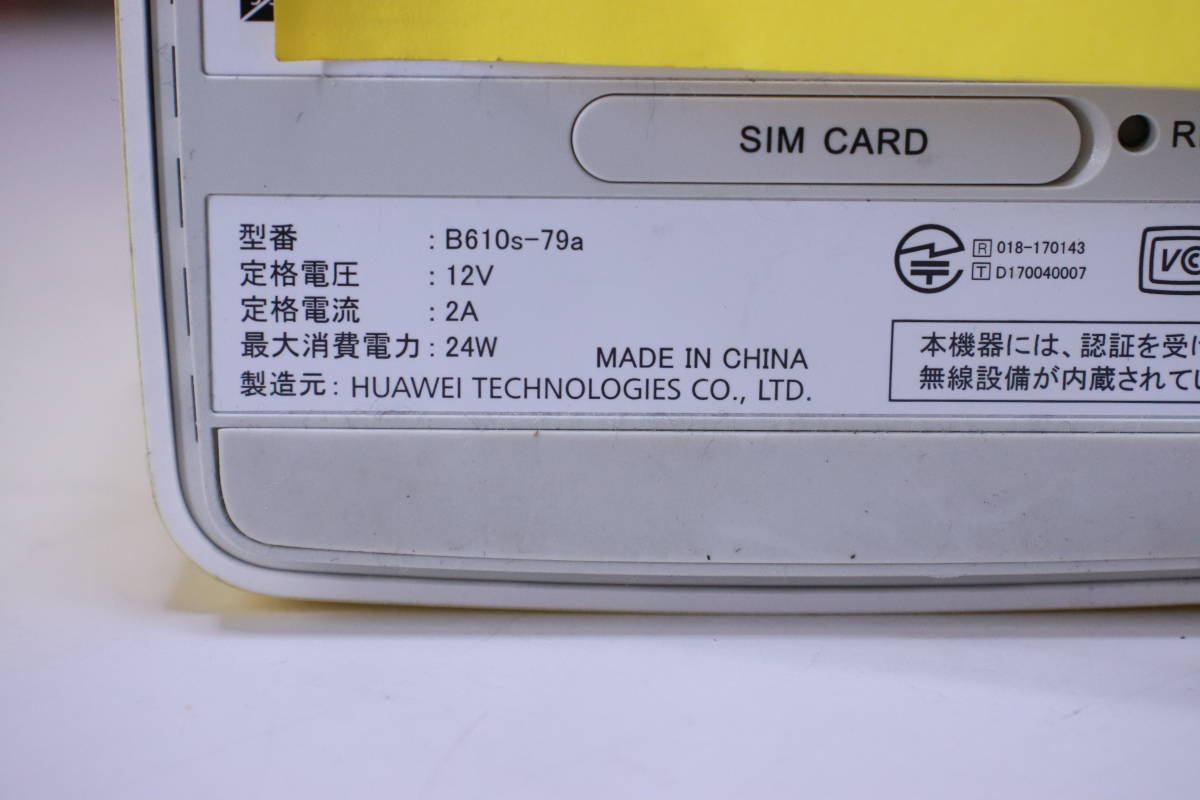 SIM CARD
型番 : B610s-79a
定格電圧 : 12V
定格電流 : 2A
最大消費電力 : 24W
MADE IN CHINA
製造元 : HUAWEI TECHNOLOGIES CO., LTD.
R 018-170143
T D170040007
本機器には、認証を受け
無線設備が内蔵されてい